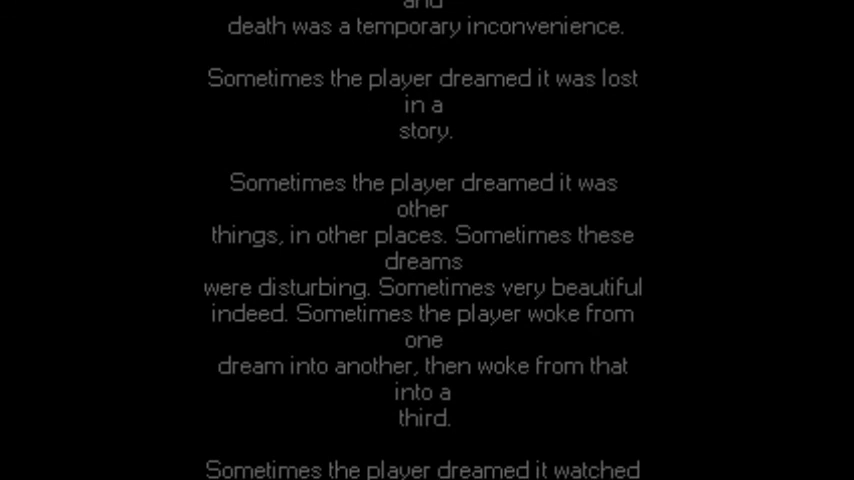 and
death was a temporary inconvenience.
Sometimes the player dreamed it was lost
in a
story.
Sometimes the player dreamed it was
other
things, in other places. Sometimes these
dreams
were disturbing. Sometimes very beautiful
indeed. Sometimes the player woke from
one
dream into another, then woke from that
into a
third.
Sometimes the player dreamed it watched